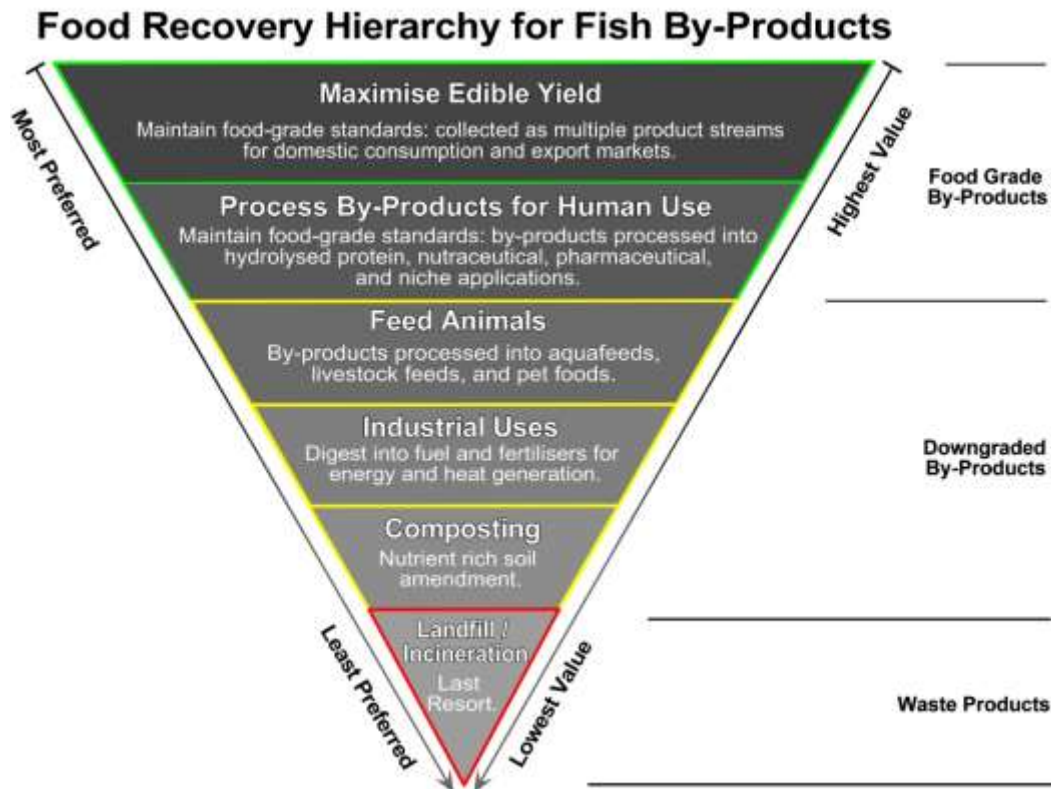 Food Recovery Hierarchy for Fish By-Products
Most Preferred
Highest Value
Maximise Edible Yield
Maintain food-grade standards: collected as multiple product streams
for domestic consumption and export markets.
Process By-Products for Human Use
Maintain food-grade standards: by-products processed into
hydrolysed protein, nutraceutical, pharmaceutical,
and niche applications.
Food Grade
By-Products
Feed Animals
By-products processed into aquafeeds,
livestock feeds, and pet foods.
Industrial Uses
Digest into fuel and fertilisers for
energy and heat generation.
Composting
Nutrient rich soil
amendment.
Downgraded
By-Products
Landfill /
Incineration
Last
Resort.
Least Preferred
Lowest Value
Waste Products